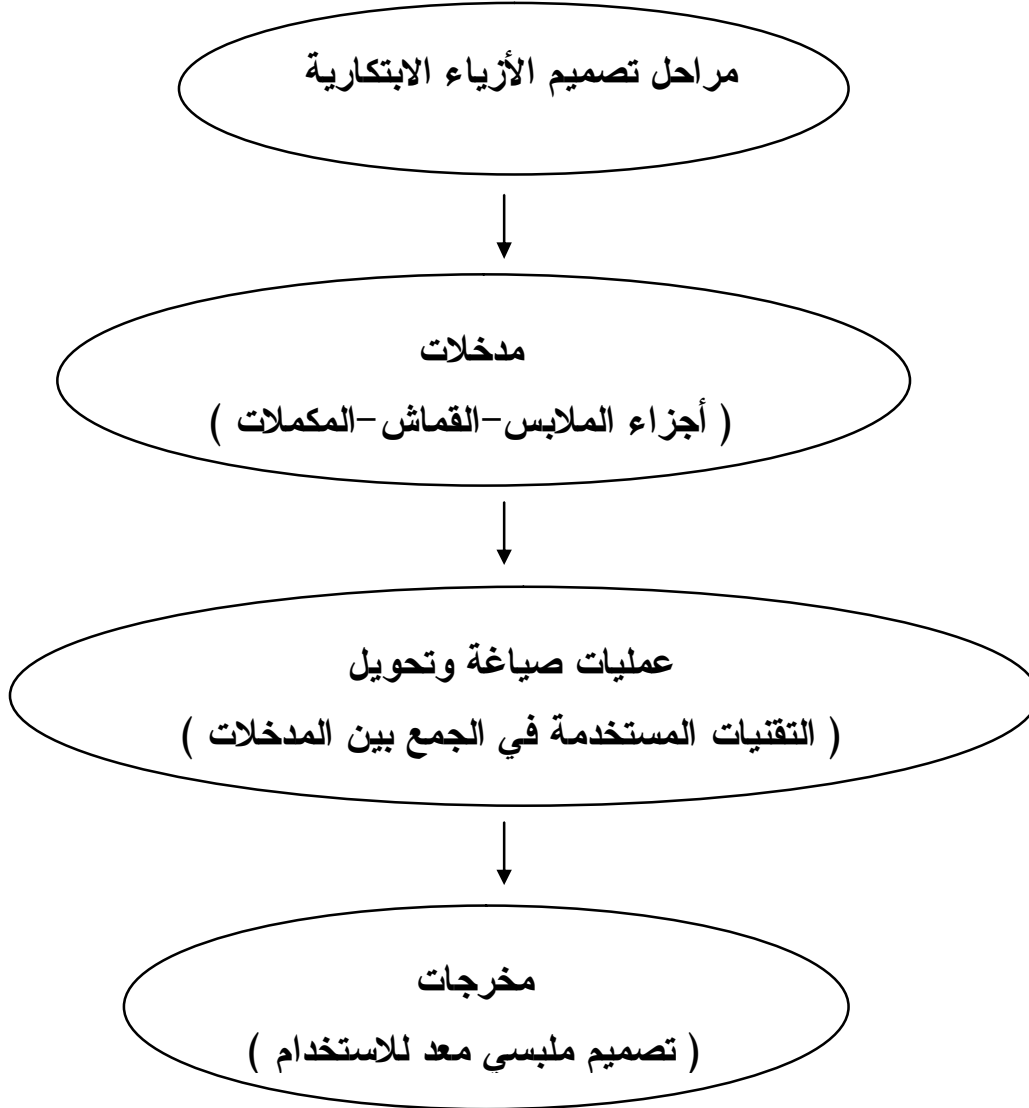 مراحل تصميم الأزياء الابتكارية
مدخلات
( أجزاء الملابس-القماش-المكملات )
عمليات صياغة وتحويل
( التقنيات المستخدمة في الجمع بين المدخلات )
مخرجات
( تصميم ملبسي معد للاستخدام )